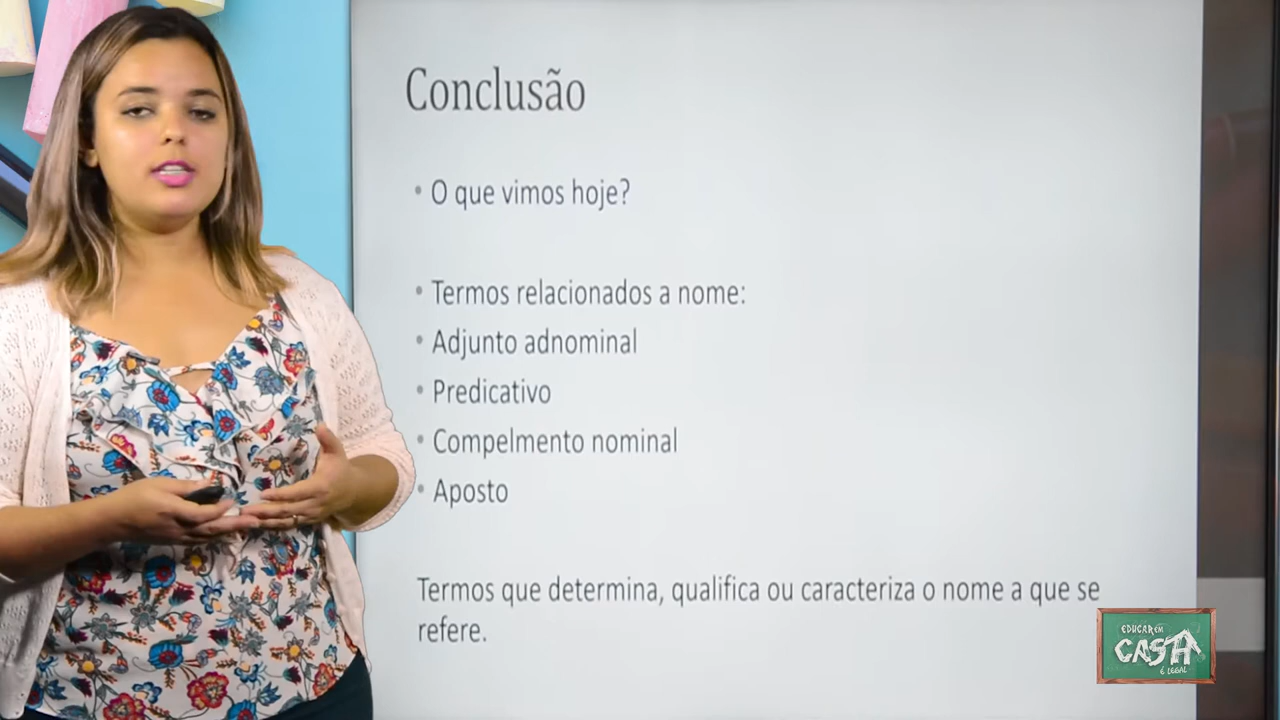 Conclusão
• O que vimos hoje?
• Termos relacionados a nome:
• Adjunto adnominal
• Predicativo
• Compelmento nominal
• Aposto
Termos que determina, qualifica ou caracteriza o nome a que se
refere.
EDUCAR EM
CASA
É LEGAL